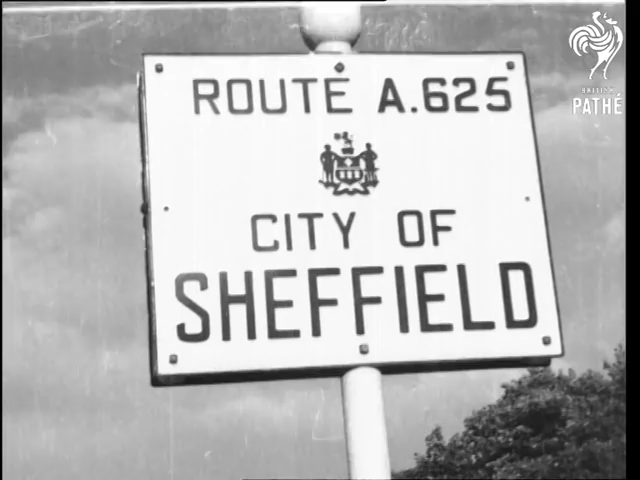 BRITISH
PATHÉ
ROUTE A.625
CITY OF
SHEFFIELD